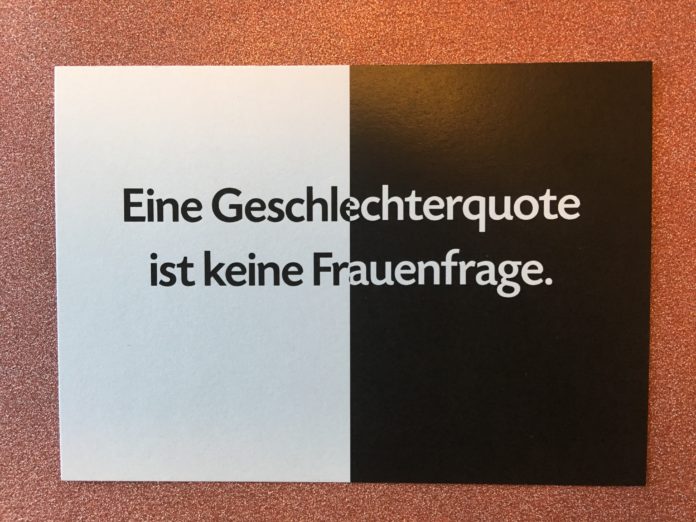 Eine Geschlechterquote
ist keine Frauenfrage.